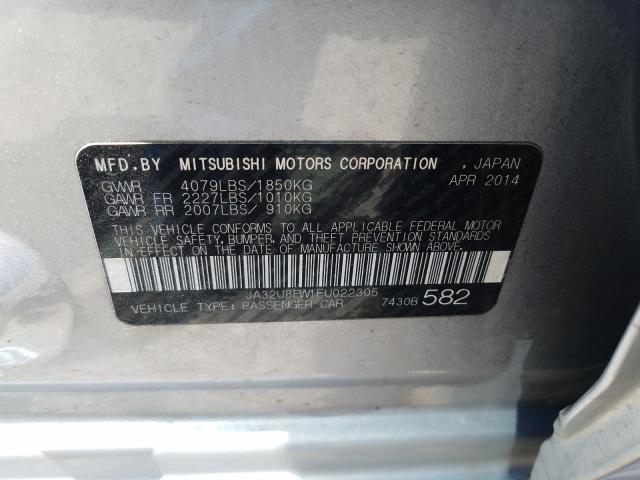 MFD.BY MITSUBISHI MOTORS CORPORATION , JAPAN
GVWR 4079LBS/1850KG APR 2014
GAWR FR 2227LBS/1010KG
GAWR RR 2007LBS/ 910KG
THIS VEHICLE CONFORMS TO ALL APPLICABLE FEDERAL MOTOR
VEHICLE SAFETY, BUMPER, AND THEFT PREVENTION STANDARDS
IN EFFECT ON THE DATE OF MANUFACTURE SHOWN ABOVE.
JA32U8FW1FU022305
VEHICLE TYPE: PASSENGER CAR 7430B 582